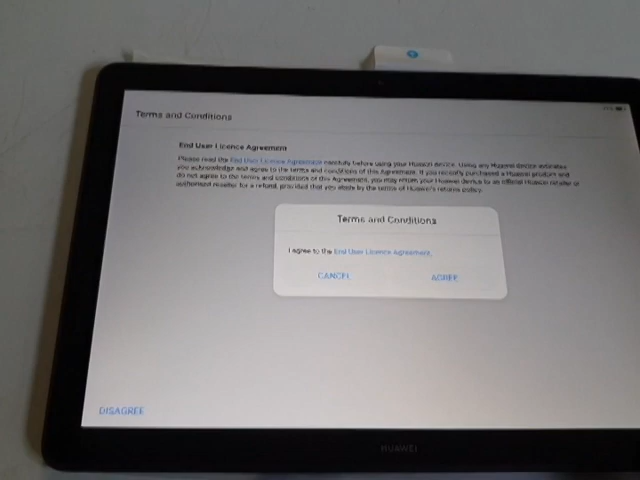 Terms and Conditions
End User Licence Agreement
Please read the End User Licence Agreement carefully before using your Huawei device. Using any Huawei device indicates
you acknowledge and agree to the terms and conditions of this Agreement. If you recently purchased a Huawei product and
do not agree to the terms and conditions of this Agreement, you may return your Huawei device to an official Huawei retailer or
authorised reseller for a refund, provided that you abide by the terms of Huawei's returns policy.
Terms and Conditions
I agree to the End User Licence Agreement.
CANCEL AGREE
DISAGREE
HUAWEI